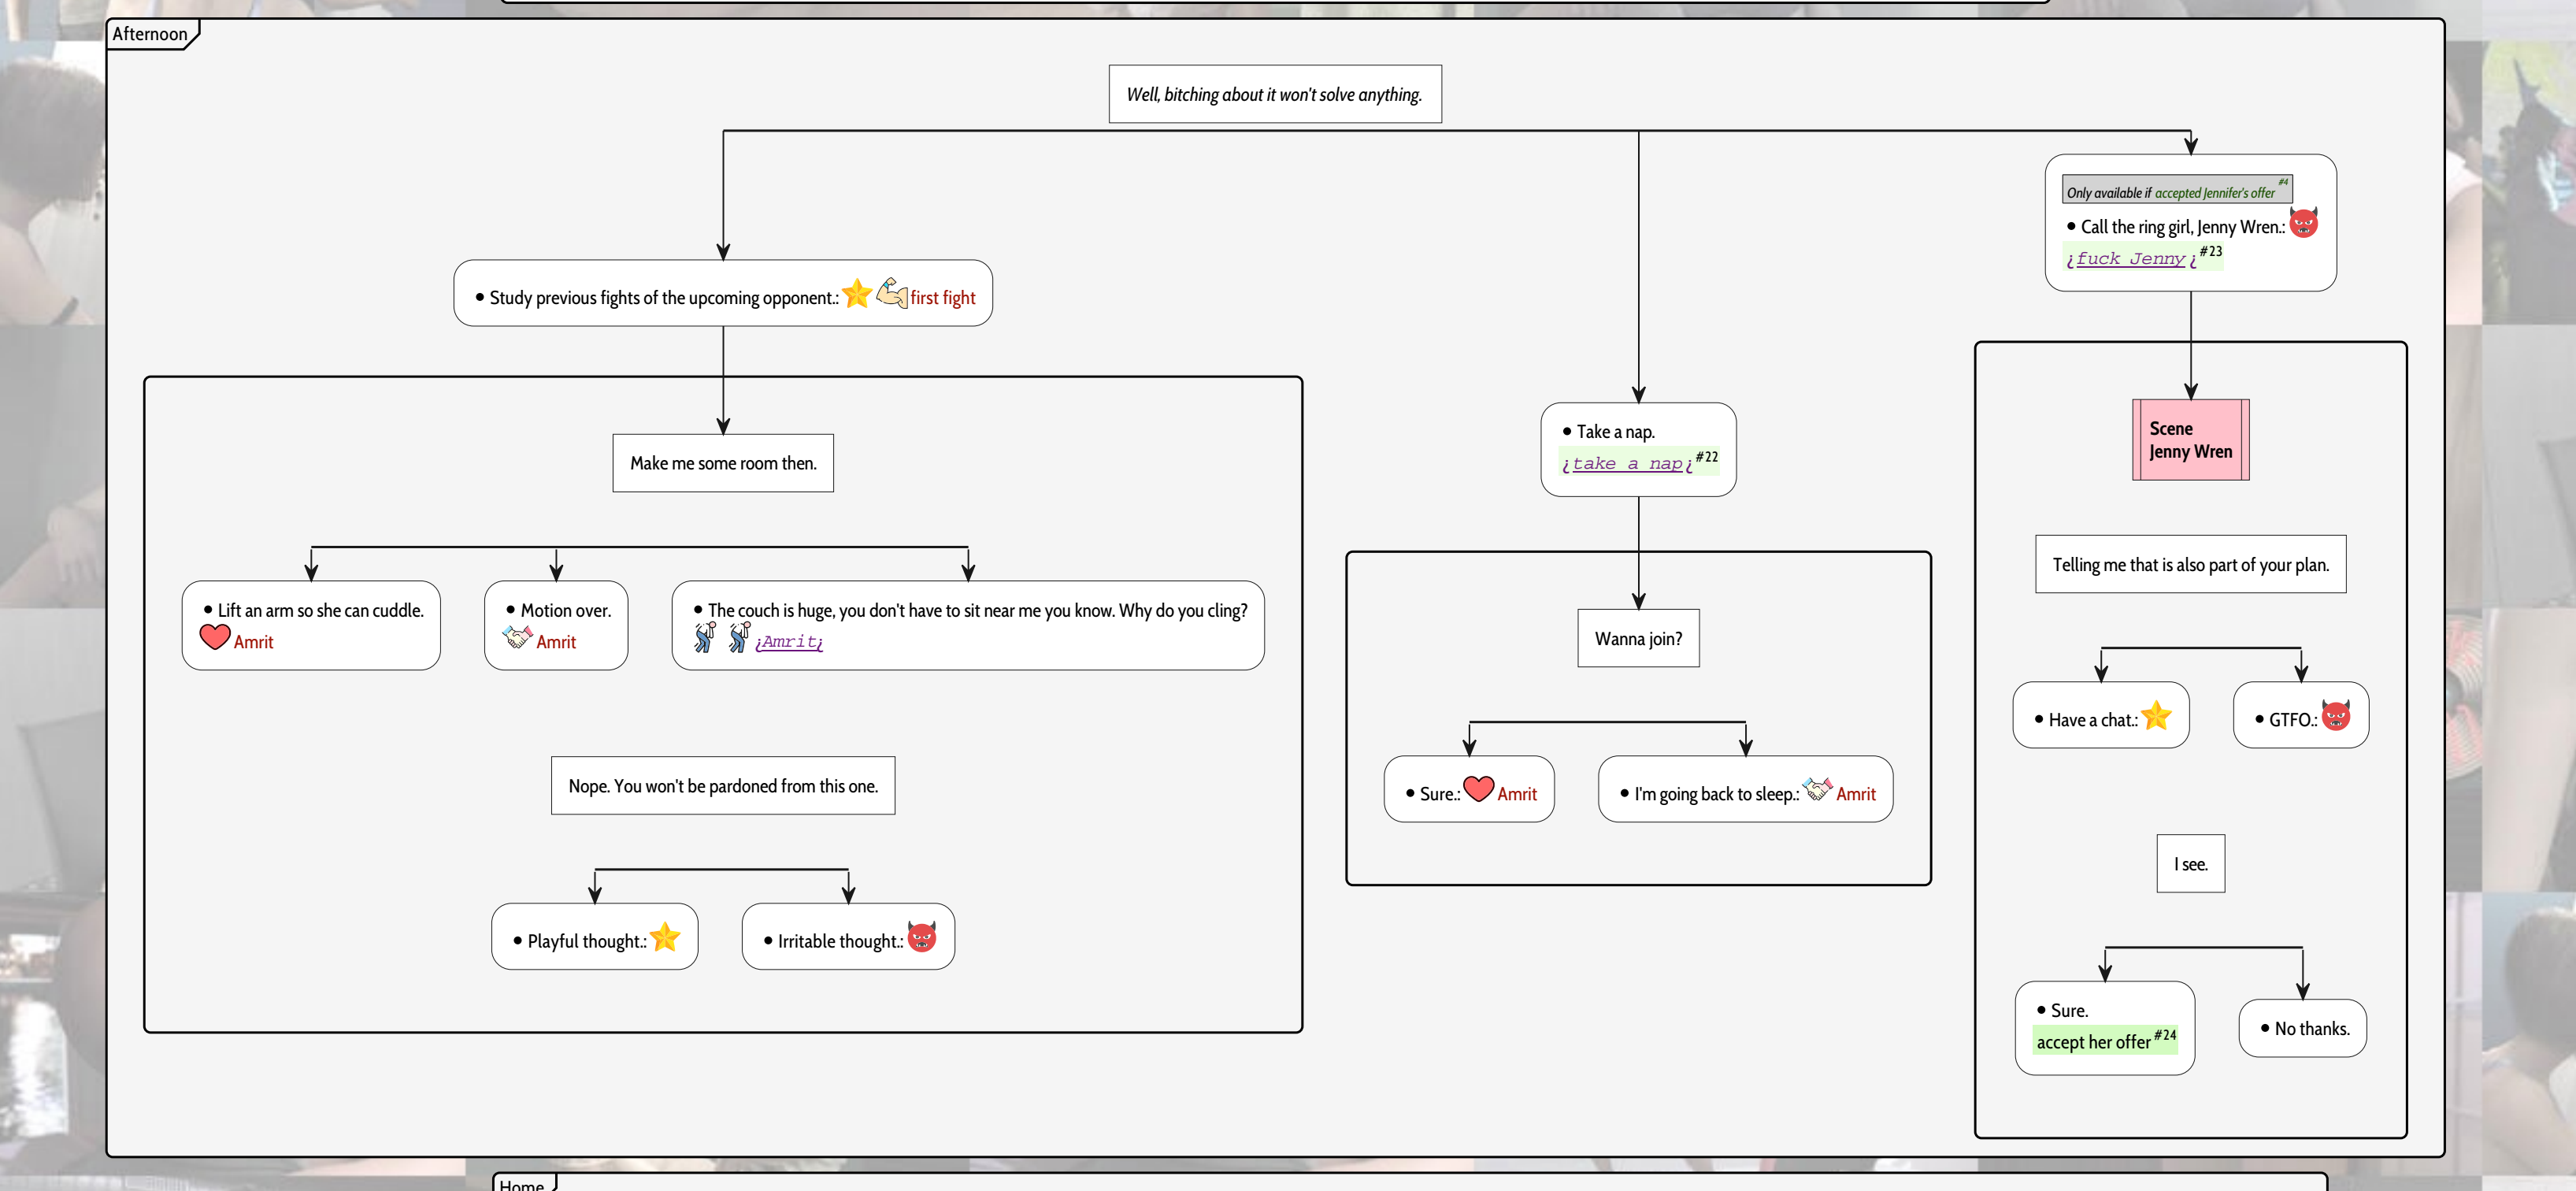 Afternoon
Well, bitching about it won't solve anything.
Only available if accepted Jennifer's offer #4
• Call the ring girl, Jenny Wren.:
¿fuck Jenny¿#23
• Study previous fights of the upcoming opponent.: first fight
Make me some room then.
• Lift an arm so she can cuddle.
Amrit
• Motion over.
Amrit
• The couch is huge, you don't have to sit near me you know. Why do you cling?
¿Amrit¿
Nope. You won't be pardoned from this one.
• Playful thought.:
• Irritable thought.:
• Take a nap.
¿take a nap¿#22
Wanna join?
• Sure.: Amrit
• I'm going back to sleep.: Amrit
Scene
Jenny Wren
Telling me that is also part of your plan.
• Have a chat.:
• GTFO.:
I see.
• Sure.
accept her offer #24
• No thanks.
Home